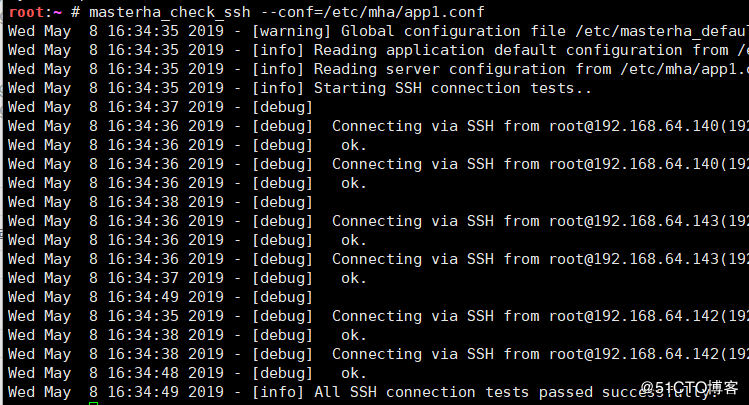 root:~ # masterha_check_ssh --conf=/etc/mha/app1.conf
Wed May  8 16:34:35 2019 - [warning] Global configuration file /etc/masterha_defau
Wed May  8 16:34:35 2019 - [info] Reading application default configuration from /e
Wed May  8 16:34:35 2019 - [info] Reading server configuration from /etc/mha/app1.c
Wed May  8 16:34:35 2019 - [info] Starting SSH connection tests..
Wed May  8 16:34:37 2019 - [debug]
Wed May  8 16:34:36 2019 - [debug]  Connecting via SSH from root@192.168.64.140(192
Wed May  8 16:34:36 2019 - [debug]   ok.
Wed May  8 16:34:36 2019 - [debug]  Connecting via SSH from root@192.168.64.140(192
Wed May  8 16:34:36 2019 - [debug]   ok.
Wed May  8 16:34:38 2019 - [debug]
Wed May  8 16:34:36 2019 - [debug]  Connecting via SSH from root@192.168.64.143(192
Wed May  8 16:34:36 2019 - [debug]   ok.
Wed May  8 16:34:36 2019 - [debug]  Connecting via SSH from root@192.168.64.143(192
Wed May  8 16:34:37 2019 - [debug]   ok.
Wed May  8 16:34:49 2019 - [debug]
Wed May  8 16:34:35 2019 - [debug]  Connecting via SSH from root@192.168.64.142(192
Wed May  8 16:34:37 2019 - [debug]   ok.
Wed May  8 16:34:38 2019 - [debug]  Connecting via SSH from root@192.168.64.142(192
Wed May  8 16:34:48 2019 - [debug]   ok.
Wed May  8 16:34:49 2019 - [info] All SSH connection tests passed successfully.
@51CTO博客